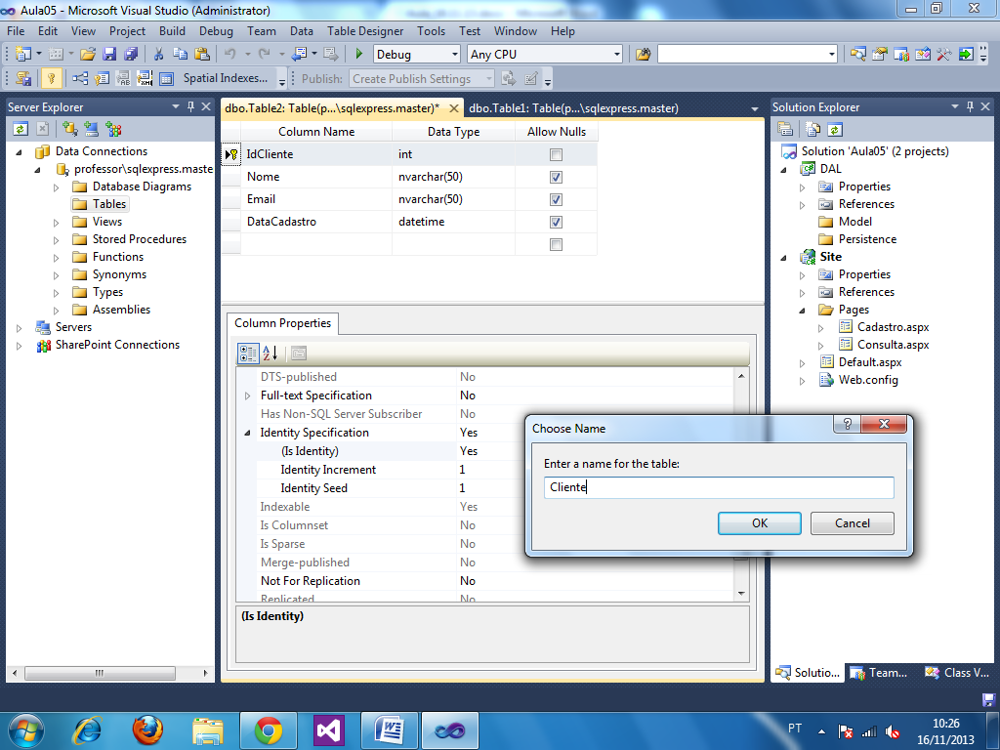 Aula05 - Microsoft Visual Studio (Administrator)
File Edit View Project Build Debug Team Data Table Designer Tools Test Window Help
Debug Any CPU
Spatial Indexes... Publish: Create Publish Settings
Server Explorer
Data Connections
professor\sqlexpress.maste
Database Diagrams
Tables
Views
Stored Procedures
Functions
Synonyms
Types
Assemblies
Servers
SharePoint Connections
dbo.Table2: Table(p...\sqlexpress.master)* dbo.Table1: Table(p...\sqlexpress.master)
Column Name Data Type Allow Nulls
IdCliente int
Nome nvarchar(50)
Email nvarchar(50)
DataCadastro datetime
Column Properties
DTS-published No
Full-text Specification No
Has Non-SQL Server Subscriber No
Identity Specification Yes
(Is Identity) Yes
Identity Increment 1
Identity Seed 1
Indexable Yes
Is Columnset No
Is Sparse No
Merge-published No
Not For Replication No
Replicated No
(Is Identity)
Choose Name
Enter a name for the table:
Cliente
OK Cancel
Solution Explorer
Solution 'Aula05' (2 projects)
DAL
Properties
References
Model
Persistence
Site
Properties
References
Pages
Cadastro.aspx
Consulta.aspx
Default.aspx
Web.config
Solutio... Team... Class V...
PT
10:26
16/11/2013